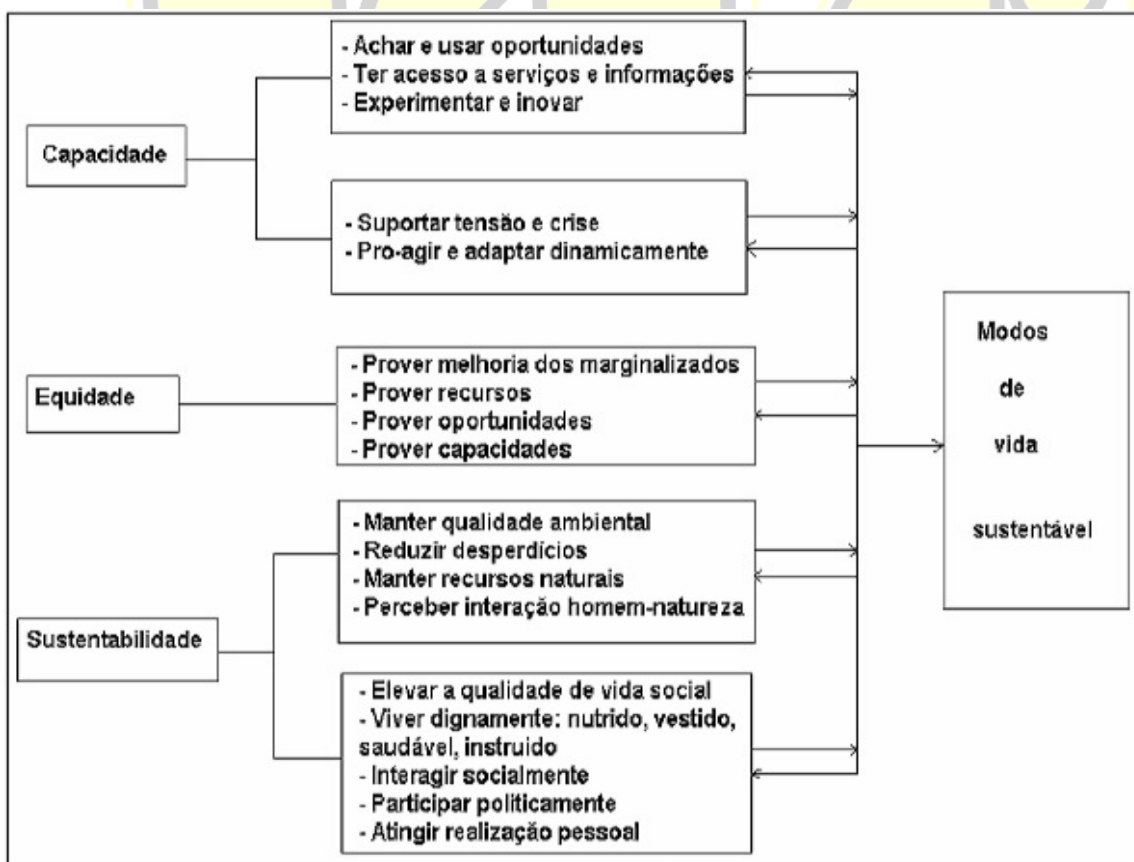 - Achar e usar oportunidades
- Ter acesso a serviços e informações
- Experimentar e inovar
Capacidade
- Suportar tensão e crise
- Pro-agir e adaptar dinamicamente
Equidade
- Prover melhoria dos marginalizados
- Prover recursos
- Prover oportunidades
- Prover capacidades
Sustentabilidade
- Manter qualidade ambiental
- Reduzir desperdícios
- Manter recursos naturais
- Perceber interação homem-natureza
- Elevar a qualidade de vida social
- Viver dignamente: nutrido, vestido,
saudável, instruido
- Interagir socialmente
- Participar politicamente
- Atingir realização pessoal
Modos
de
vida
sustentável